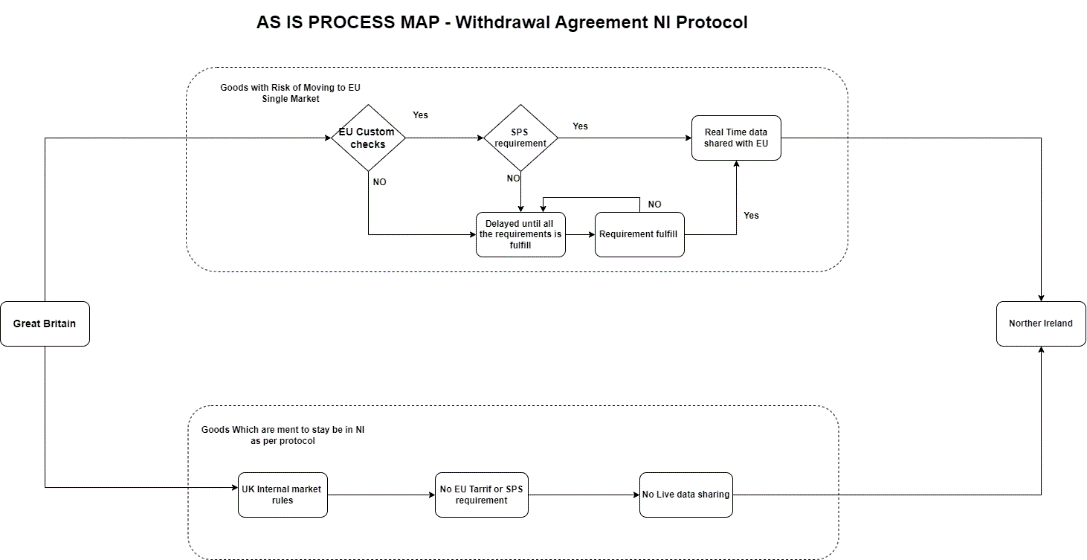 AS IS PROCESS MAP - Withdrawal Agreement NI Protocol
Goods with Risk of Moving to EU
Single Market
EU Custom
checks
Yes
SPS
requirement
Yes
Real Time data
shared with EU
NO
NO
Delayed until all
the requirements is
fulfill
NO
Requirement fulfill
Yes
Great Britain
Norther Ireland
Goods Which are ment to stay be in NI
as per protocol
UK Internal market
rules
No EU Tarrif or SPS
requirement
No Live data sharing